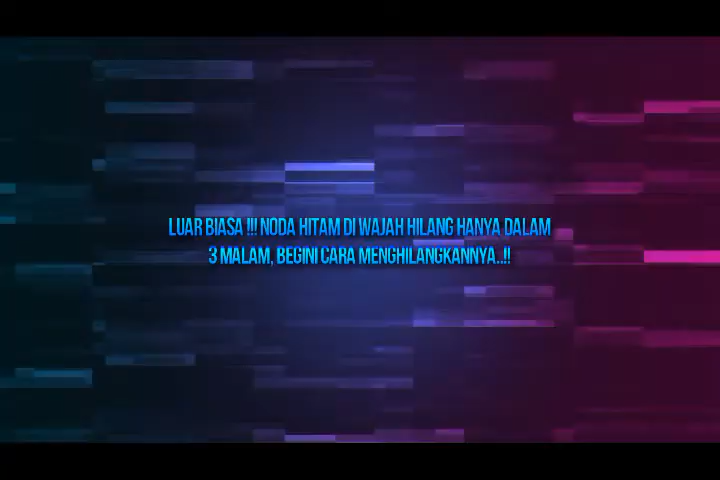 LUAR BIASA !!! NODA HITAM DI WAJAH HILANG HANYA DALAM
3 MALAM, BEGINI CARA MENGHILANGKANNYA..!!